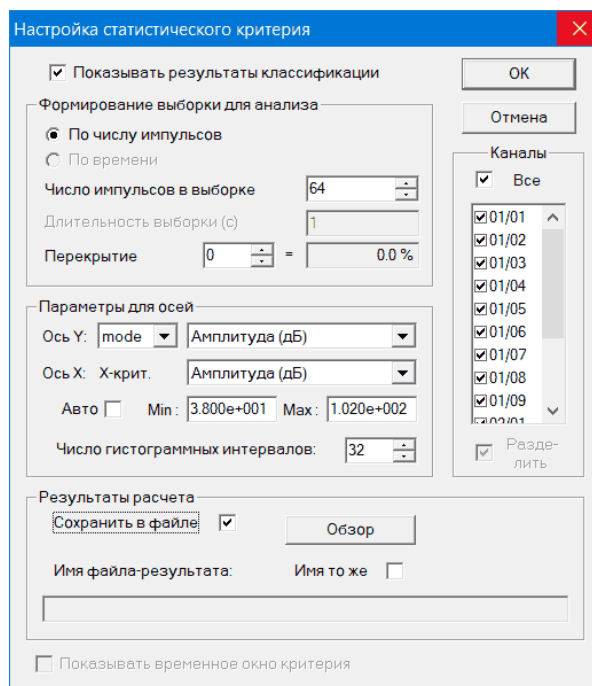 Настройка статистического критерия
Показывать результаты классификации
OK
Отмена
Формирование выборки для анализа
По числу импульсов
По времени
Число импульсов в выборке 64
Длительность выборки (с) 1
Перекрытие 0 = 0.0 %
Каналы
Все
01/01
01/02
01/03
01/04
01/05
01/06
01/07
01/08
01/09
02/01
Разде-
лить
Параметры для осей
Ось Y: mode Амплитуда (дБ)
Ось X: X-крит. Амплитуда (дБ)
Авто Min : 3.800e+001 Max : 1.020e+002
Число гистограммных интервалов: 32
Результаты расчета
Сохранить в файле
Обзор
Имя файла-результата: Имя то же
Показывать временное окно критерия